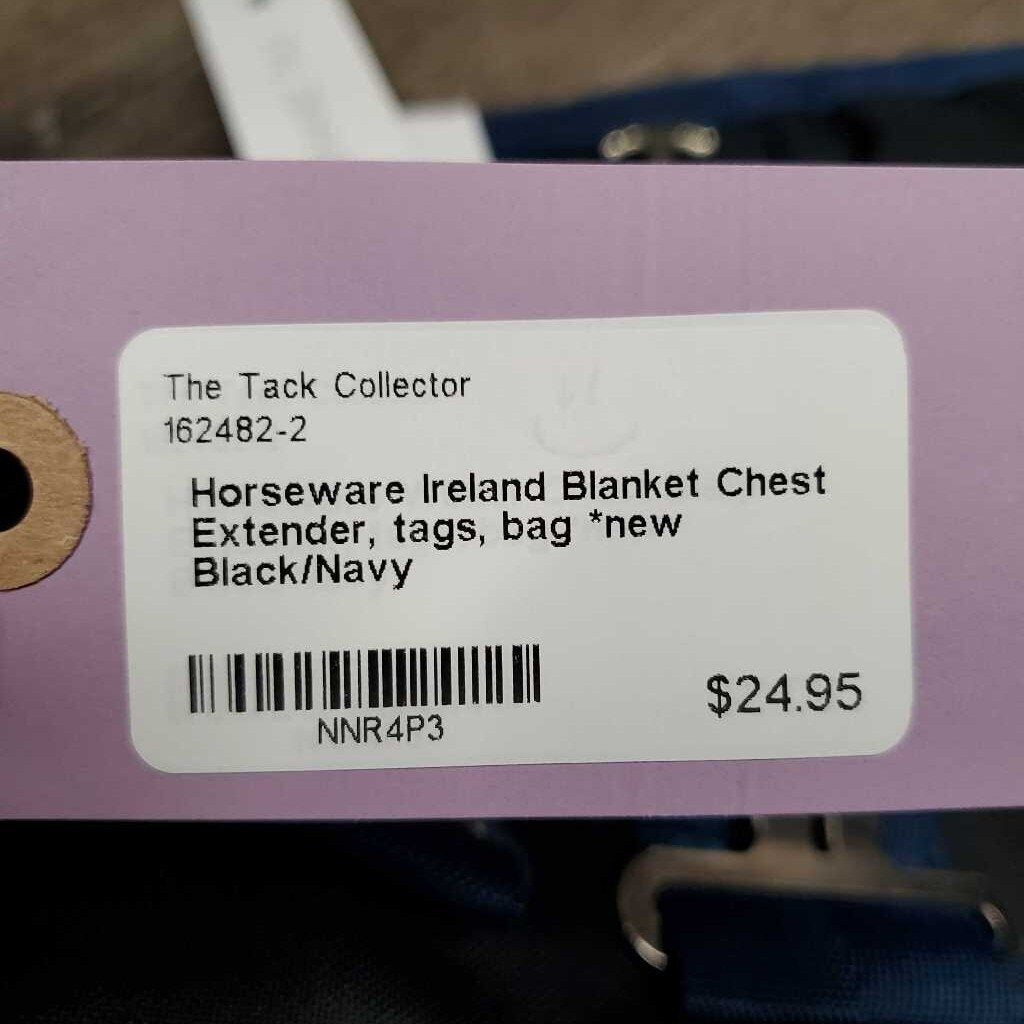 The Tack Collector
162482-2
Horseware Ireland Blanket Chest
Extender, tags, bag *new
Black/Navy
NNR4P3
$24.95